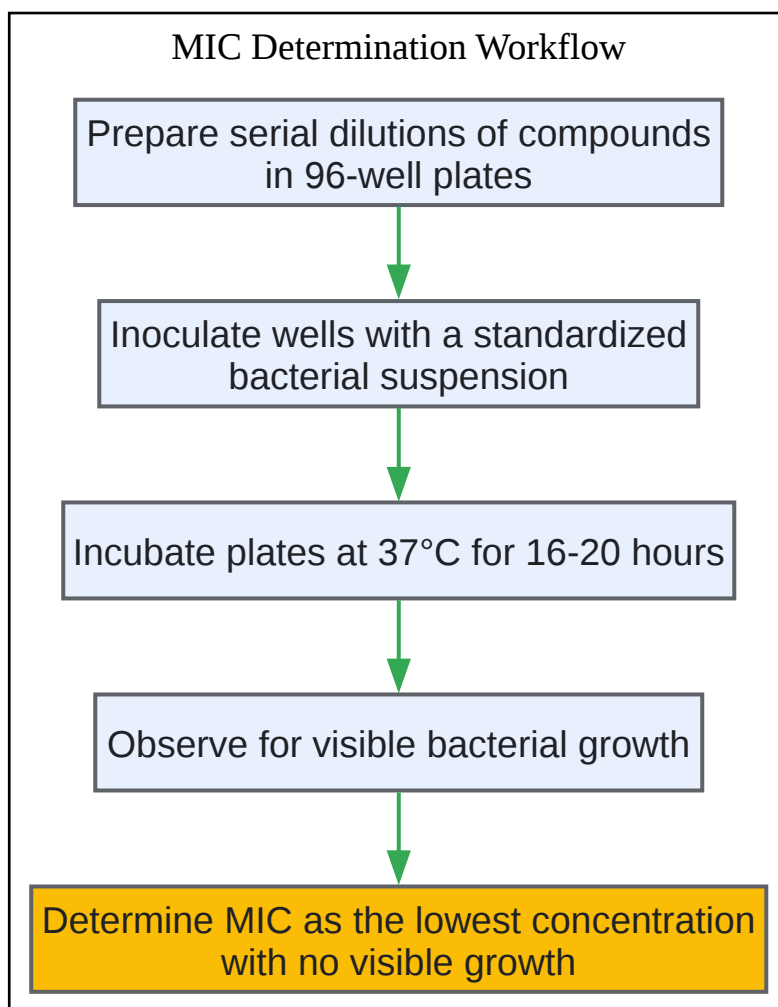 MIC Determination Workflow
Prepare serial dilutions of compounds
in 96-well plates
Inoculate wells with a standardized
bacterial suspension
Incubate plates at 37°C for 16-20 hours
Observe for visible bacterial growth
Determine MIC as the lowest concentration
with no visible growth